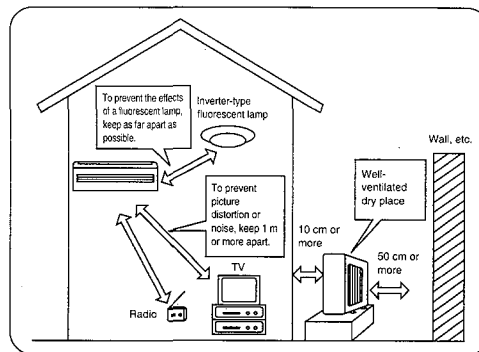 To prevent the effects
of a fluorescent lamp,
keep as far apart as
possible.
Inverter-type
fluorescent lamp
Wall, etc.
Well-
ventilated
dry place
To prevent
picture
distortion or
noise, keep 1 m
or more apart.
10 cm or
more
50 cm or
more
TV
Radio